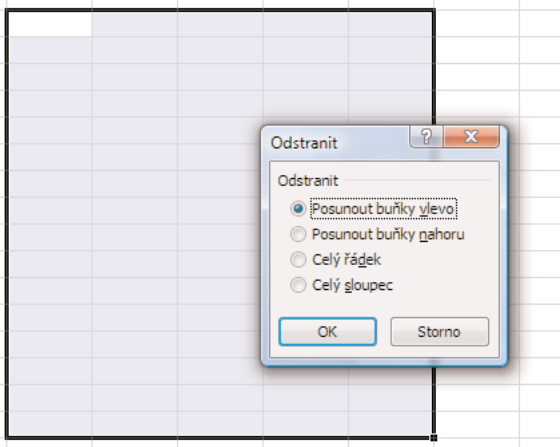 Odstranit
Odstranit
Posunout buňky vlevo
Posunout buňky nahoru
Celý řádek
Celý sloupec
OK
Storno